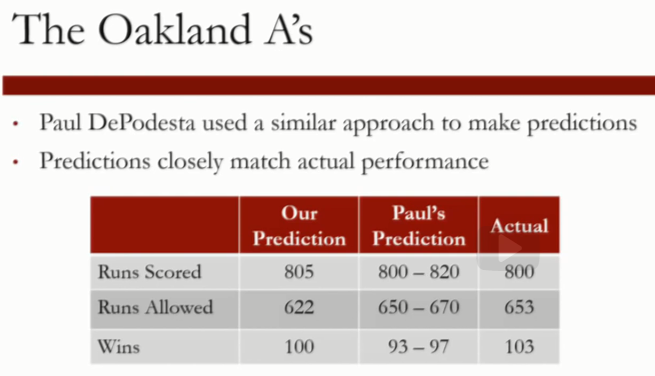 The Oakland A's
• Paul DePodesta used a similar approach to make predictions
• Predictions closely match actual performance
Our Prediction Paul's Prediction Actual
Runs Scored 805 800 – 820 800
Runs Allowed 622 650 – 670 653
Wins 100 93 – 97 103